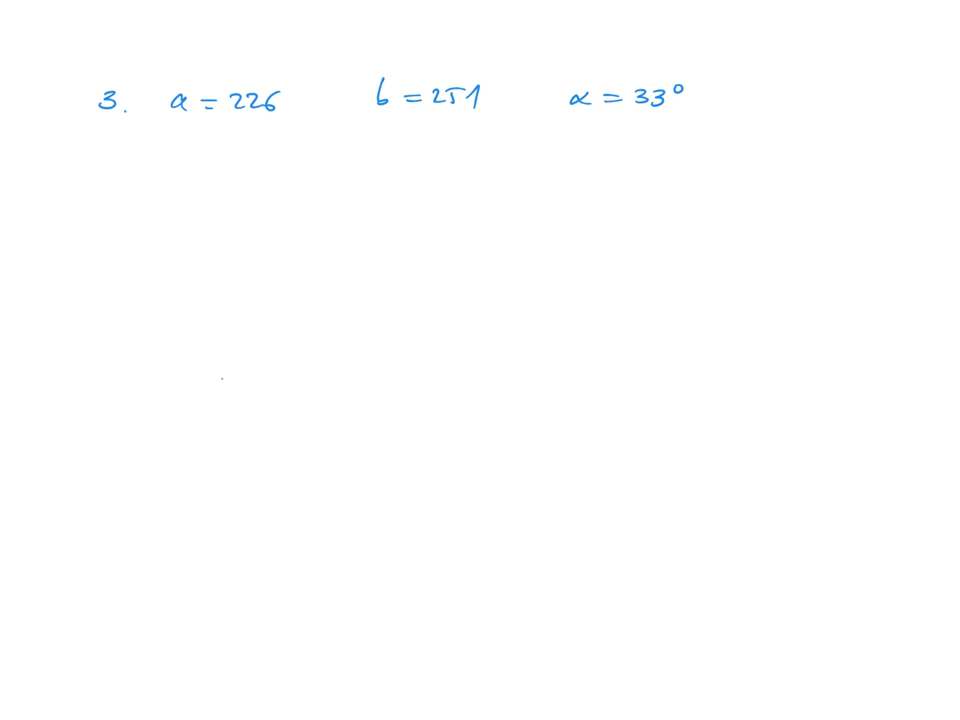 3. a = 226 b = 251 α = 33°